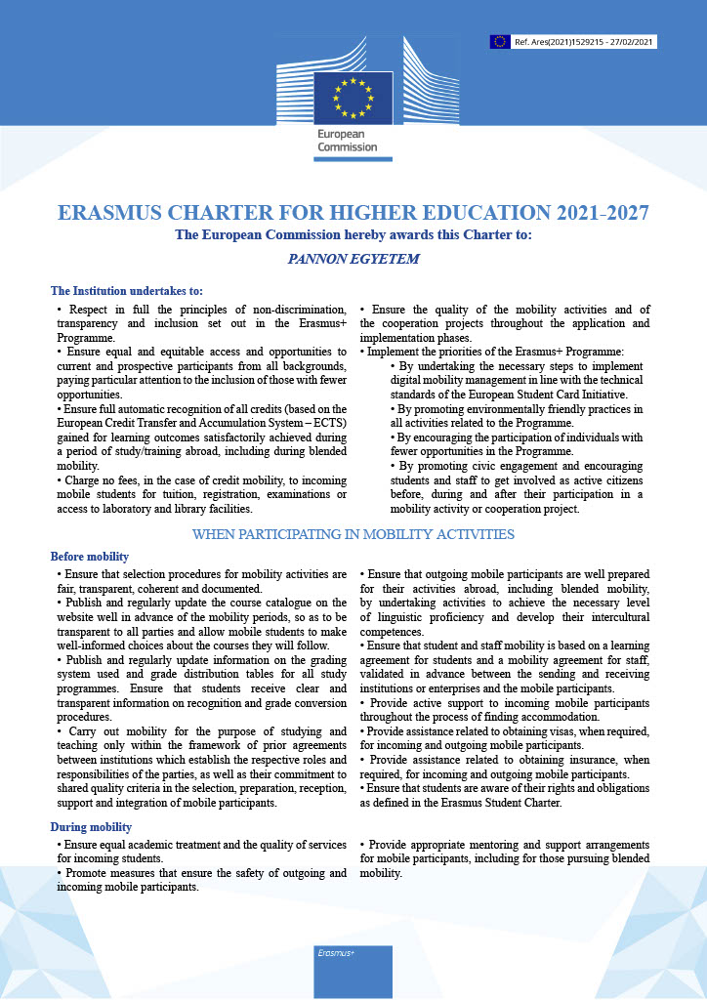 Ref. Ares(2021)1529215 - 27/02/2021
European
Commission
ERASMUS CHARTER FOR HIGHER EDUCATION 2021-2027
The European Commission hereby awards this Charter to:
PANNON EGYETEM
The Institution undertakes to:
• Respect in full the principles of non-discrimination,
transparency and inclusion set out in the Erasmus+
Programme.
• Ensure equal and equitable access and opportunities to
current and prospective participants from all backgrounds,
paying particular attention to the inclusion of those with fewer
opportunities.
• Ensure full automatic recognition of all credits (based on the
European Credit Transfer and Accumulation System – ECTS)
gained for learning outcomes satisfactorily achieved during
a period of study/training abroad, including during blended
mobility.
• Charge no fees, in the case of credit mobility, to incoming
mobile students for tuition, registration, examinations or
access to laboratory and library facilities.
• Ensure the quality of the mobility activities and of
the cooperation projects throughout the application and
implementation phases.
• Implement the priorities of the Erasmus+ Programme:
• By undertaking the necessary steps to implement
digital mobility management in line with the technical
standards of the European Student Card Initiative.
• By promoting environmentally friendly practices in
all activities related to the Programme.
• By encouraging the participation of individuals with
fewer opportunities in the Programme.
• By promoting civic engagement and encouraging
students and staff to get involved as active citizens
before, during and after their participation in a
mobility activity or cooperation project.
WHEN PARTICIPATING IN MOBILITY ACTIVITIES
Before mobility
• Ensure that selection procedures for mobility activities are
fair, transparent, coherent and documented.
• Publish and regularly update the course catalogue on the
website well in advance of the mobility periods, so as to be
transparent to all parties and allow mobile students to make
well-informed choices about the courses they will follow.
• Publish and regularly update information on the grading
system used and grade distribution tables for all study
programmes. Ensure that students receive clear and
transparent information on recognition and grade conversion
procedures.
• Carry out mobility for the purpose of studying and
teaching only within the framework of prior agreements
between institutions which establish the respective roles and
responsibilities of the parties, as well as their commitment to
shared quality criteria in the selection, preparation, reception,
support and integration of mobile participants.
• Ensure that outgoing mobile participants are well prepared
for their activities abroad, including blended mobility,
by undertaking activities to achieve the necessary level
of linguistic proficiency and develop their intercultural
competences.
• Ensure that student and staff mobility is based on a learning
agreement for students and a mobility agreement for staff,
validated in advance between the sending and receiving
institutions or enterprises and the mobile participants.
• Provide active support to incoming mobile participants
throughout the process of finding accommodation.
• Provide assistance related to obtaining visas, when required,
for incoming and outgoing mobile participants.
• Provide assistance related to obtaining insurance, when
required, for incoming and outgoing mobile participants.
• Ensure that students are aware of their rights and obligations
as defined in the Erasmus Student Charter.
During mobility
• Ensure equal academic treatment and the quality of services
for incoming students.
• Promote measures that ensure the safety of outgoing and
incoming mobile participants.
• Provide appropriate mentoring and support arrangements
for mobile participants, including for those pursuing blended
mobility.
Erasmus+